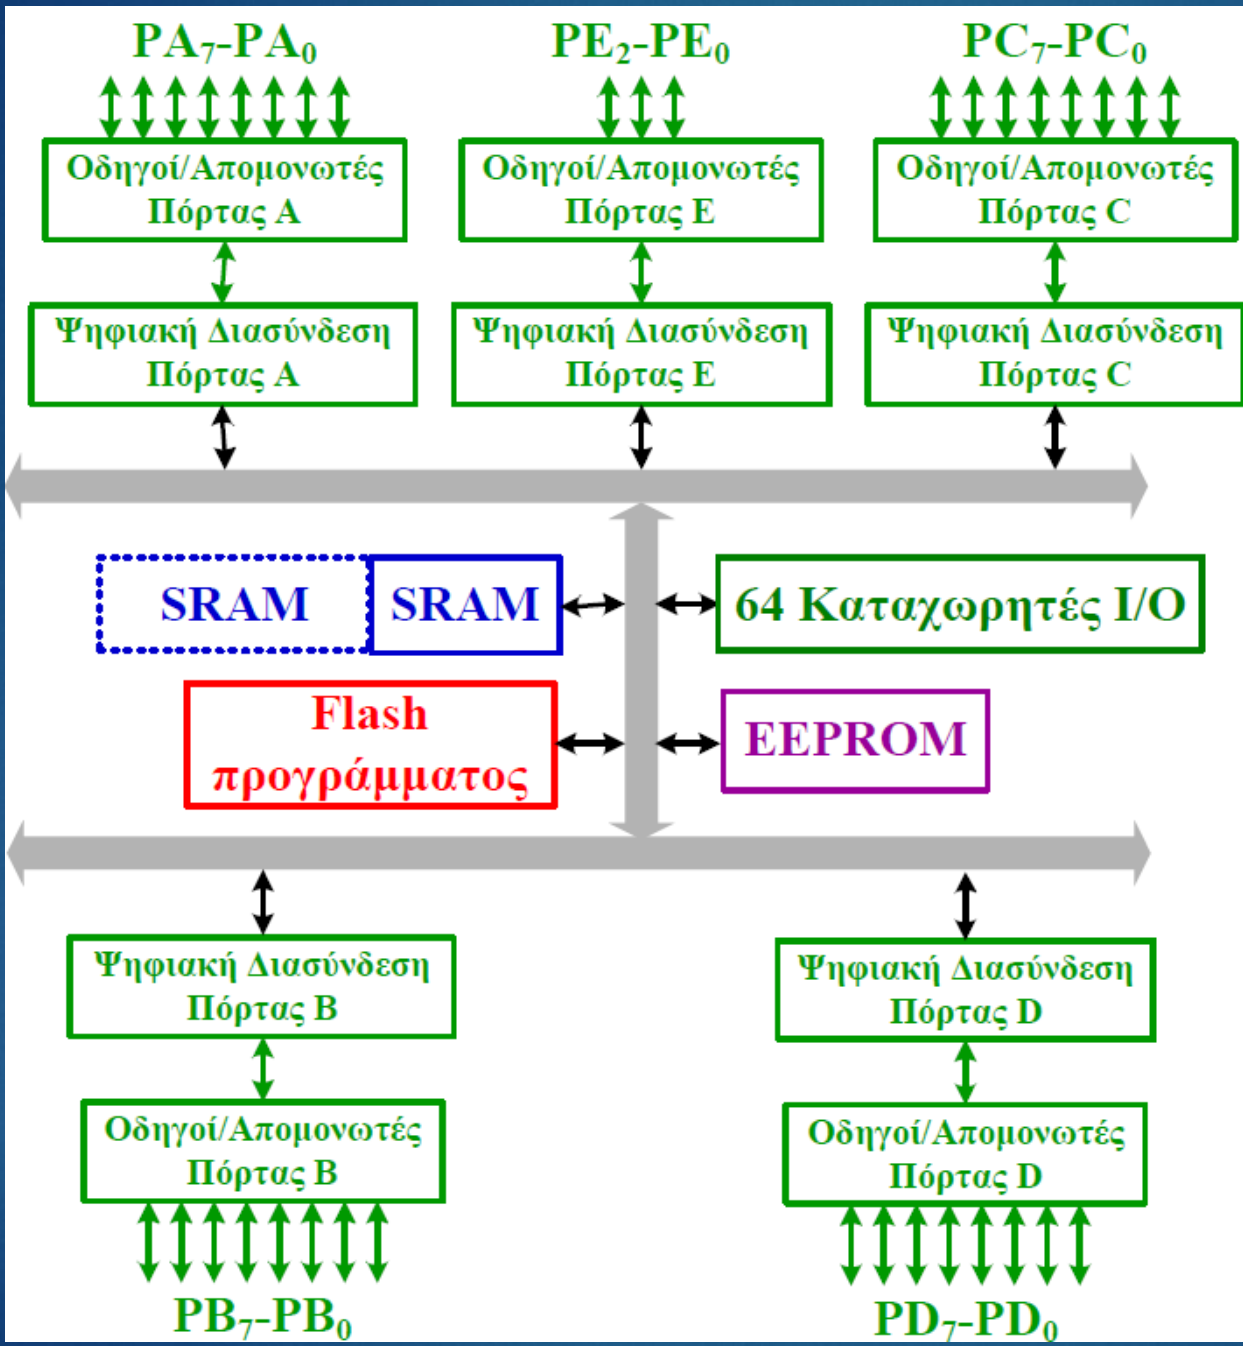 PA₇-PA₀
PE₂-PE₀
PC₇-PC₀
Οδηγοί/Απομονωτές
Πόρτας A
Οδηγοί/Απομονωτές
Πόρτας E
Οδηγοί/Απομονωτές
Πόρτας C
Ψηφιακή Διασύνδεση
Πόρτας A
Ψηφιακή Διασύνδεση
Πόρτας E
Ψηφιακή Διασύνδεση
Πόρτας C
SRAM
SRAM
64 Καταχωρητές I/O
Flash
προγράμματος
EEPROM
Ψηφιακή Διασύνδεση
Πόρτας B
Ψηφιακή Διασύνδεση
Πόρτας D
Οδηγοί/Απομονωτές
Πόρτας B
Οδηγοί/Απομονωτές
Πόρτας D
PB₇-PB₀
PD₇-PD₀